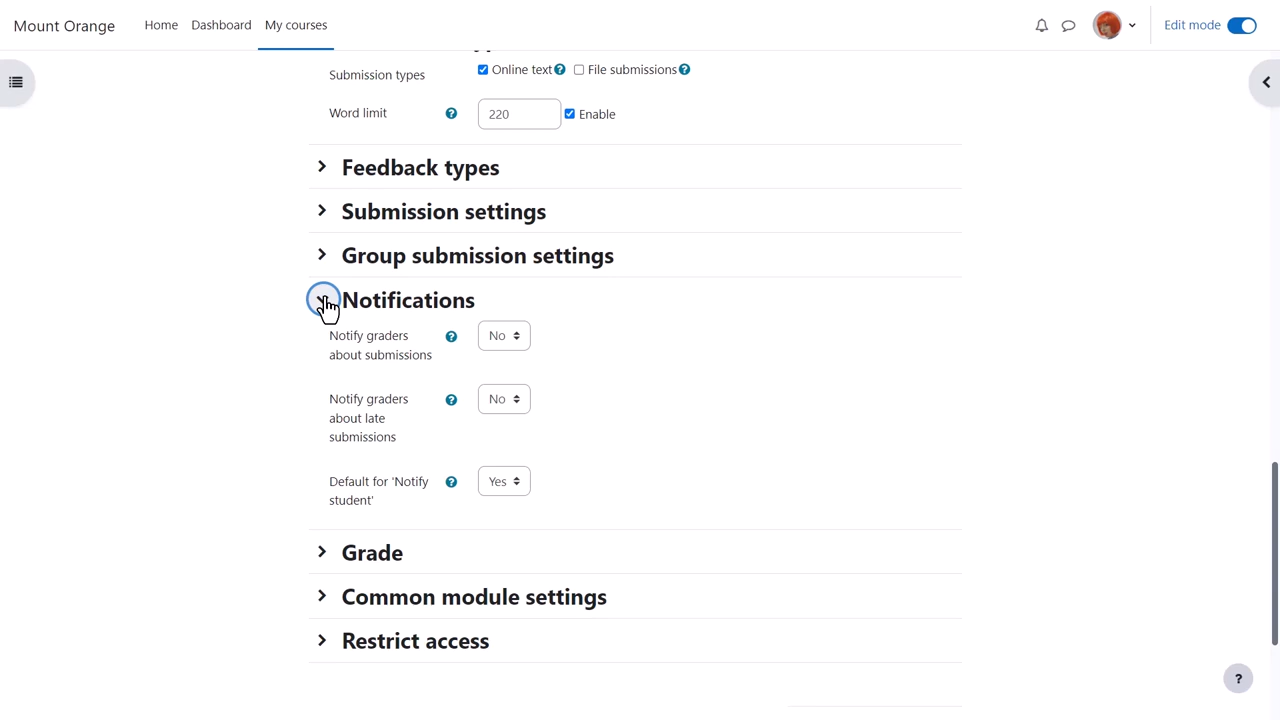 Mount Orange Home Dashboard My courses Edit mode
Submission types Online text File submissions
Word limit 220 Enable
Feedback types
Submission settings
Group submission settings
Notifications
Notify graders No
about submissions
Notify graders No
about late
submissions
Default for 'Notify Yes
student'
Grade
Common module settings
Restrict access
?